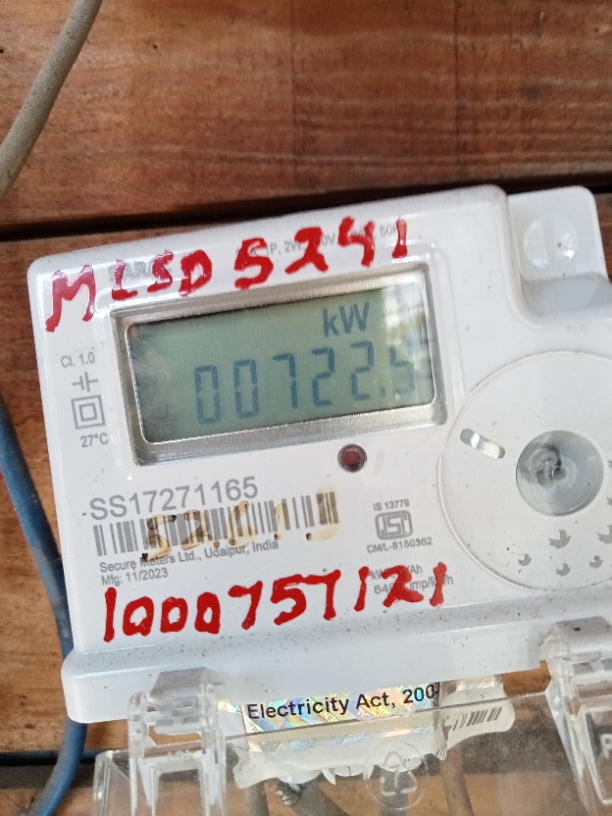 MLSD 5241
kW
00722.5
Cl. 1.0
27°C
SS17271165
Secure Meters Ltd., Udaipur, India
Mfg: 11/2023
IS 13779
CM/L-8150362
1000757121
Electricity Act, 200